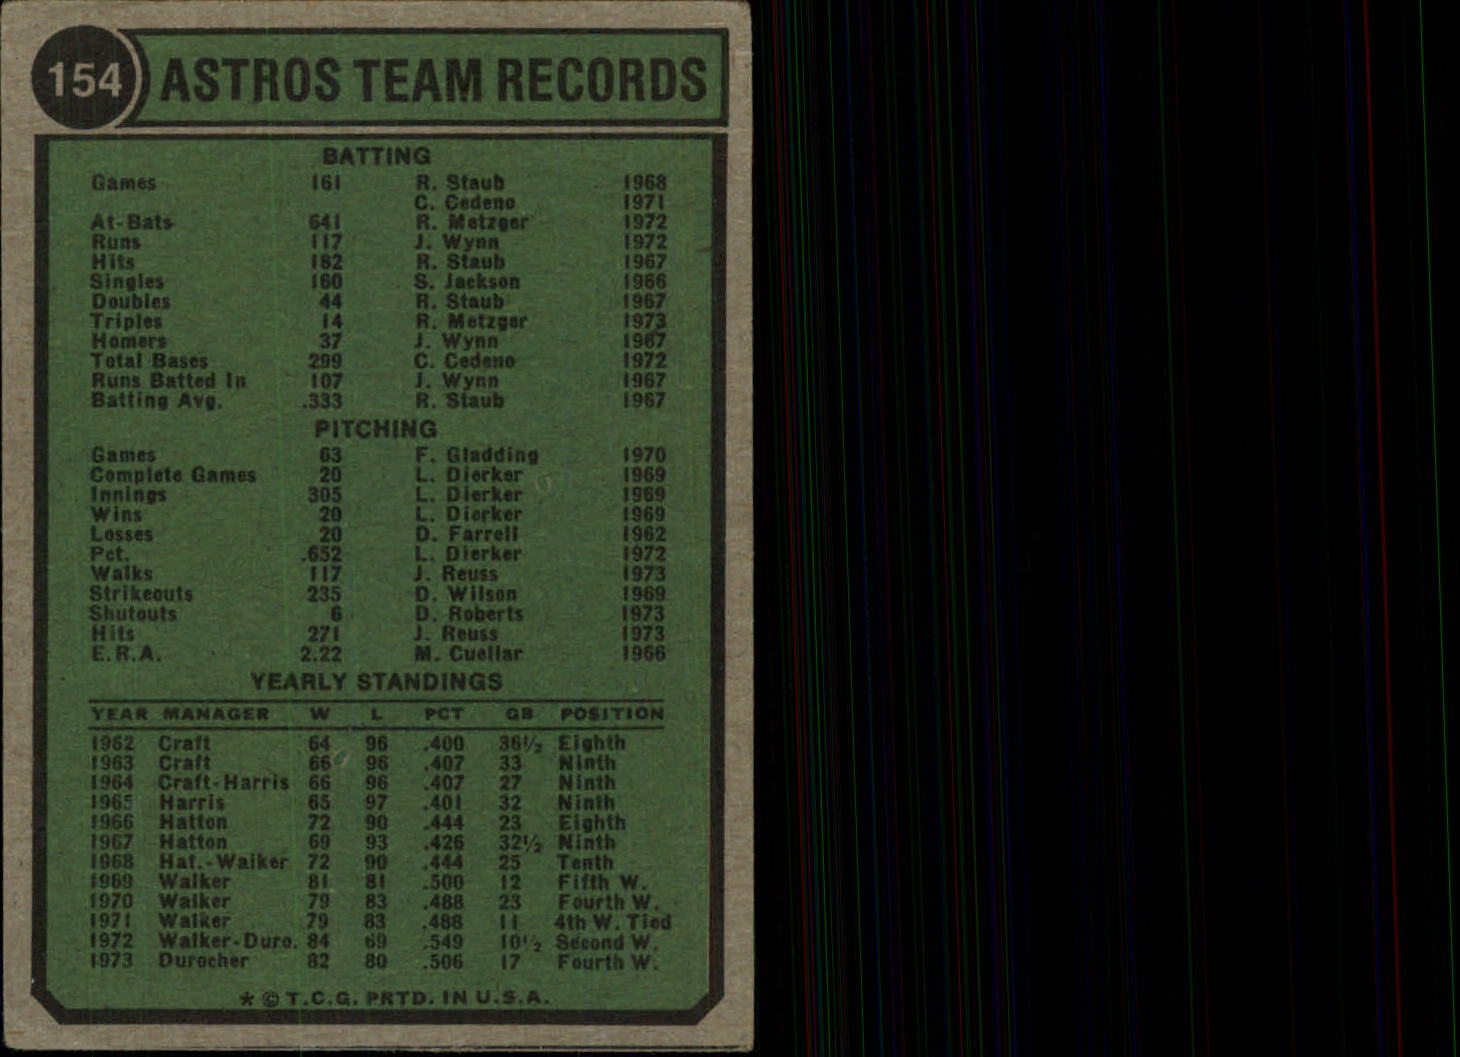 154 ASTROS TEAM RECORDS
BATTING
Games 161 R. Staub 1968
C. Cedeno 1971
At-Bats 641 R. Metzger 1972
Runs 117 J. Wynn 1972
Hits 182 R. Staub 1967
Singles 160 S. Jackson 1966
Doubles 44 R. Staub 1967
Triples 14 R. Metzger 1973
Homers 37 J. Wynn 1967
Total Bases 299 C. Cedeno 1972
Runs Batted In 107 J. Wynn 1967
Batting Avg. .333 R. Staub 1967
PITCHING
Games 63 F. Gladding 1970
Complete Games 20 L. Dierker 1969
Innings 305 L. Dierker 1969
Wins 20 L. Dierker 1969
Losses 20 D. Farrell 1962
Pct. .652 L. Dierker 1972
Walks 117 J. Reuss 1973
Strikeouts 235 D. Wilson 1969
Shutouts 6 D. Roberts 1973
Hits 271 J. Reuss 1973
E.R.A. 2.22 M. Cuellar 1966
YEARLY STANDINGS
YEAR MANAGER W L PCT GB POSITION
1962 Craft 64 96 .400 36½ Eighth
1963 Craft 66 96 .407 33 Ninth
1964 Craft-Harris 66 96 .407 27 Ninth
1965 Harris 65 97 .401 32 Ninth
1966 Hatton 72 90 .444 23 Eighth
1967 Hatton 69 93 .426 32½ Ninth
1968 Hat.-Walker 72 90 .444 25 Tenth
1969 Walker 81 81 .500 12 Fifth W.
1970 Walker 79 83 .488 23 Fourth W.
1971 Walker 79 83 .488 11 4th W. Tied
1972 Walker-Duro. 84 69 .549 10½ Second W.
1973 Durocher 82 80 .506 17 Fourth W.
* © T.C.G. PRTD. IN U.S.A.